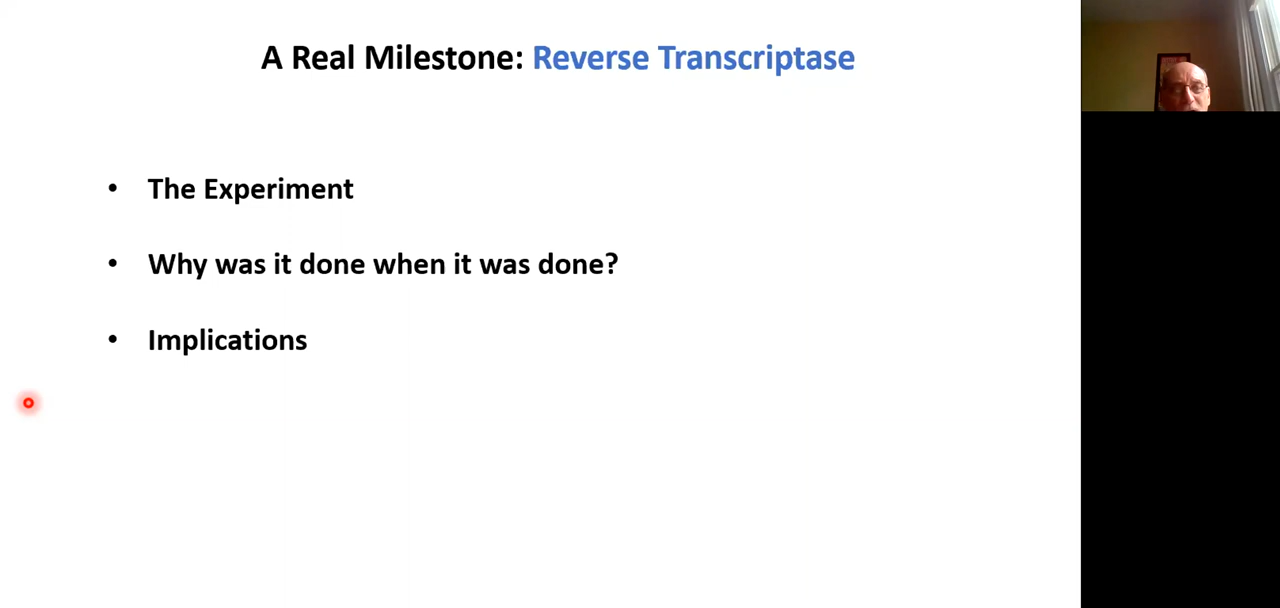 A Real Milestone: Reverse Transcriptase
• The Experiment
• Why was it done when it was done?
• Implications